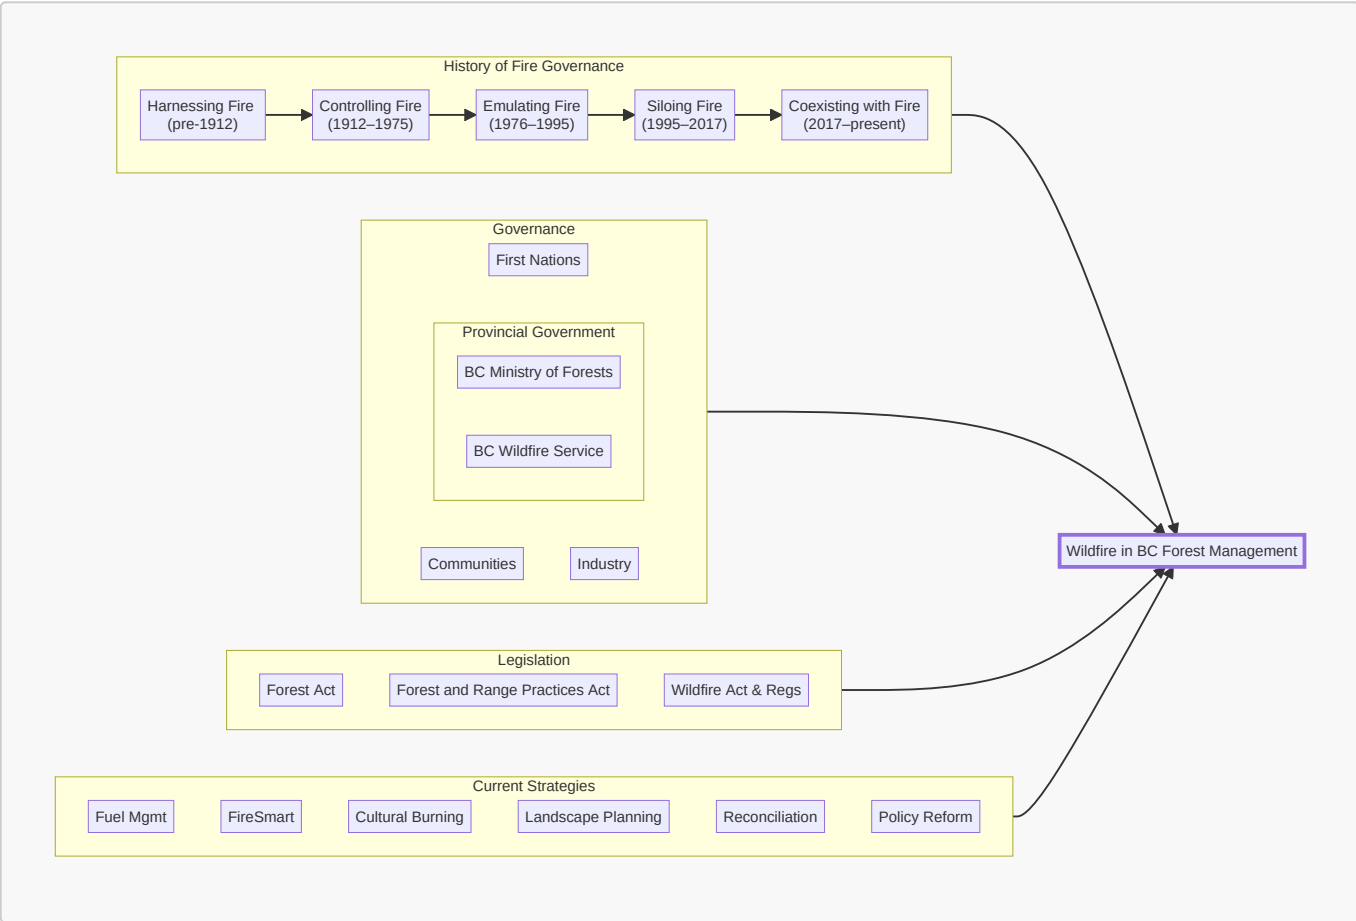 History of Fire Governance
Harnessing Fire
(pre-1912)
Controlling Fire
(1912–1975)
Emulating Fire
(1976–1995)
Siloing Fire
(1995–2017)
Coexisting with Fire
(2017–present)
Governance
First Nations
Provincial Government
BC Ministry of Forests
BC Wildfire Service
Communities
Industry
Wildfire in BC Forest Management
Legislation
Forest Act
Forest and Range Practices Act
Wildfire Act & Regs
Current Strategies
Fuel Mgmt
FireSmart
Cultural Burning
Landscape Planning
Reconciliation
Policy Reform